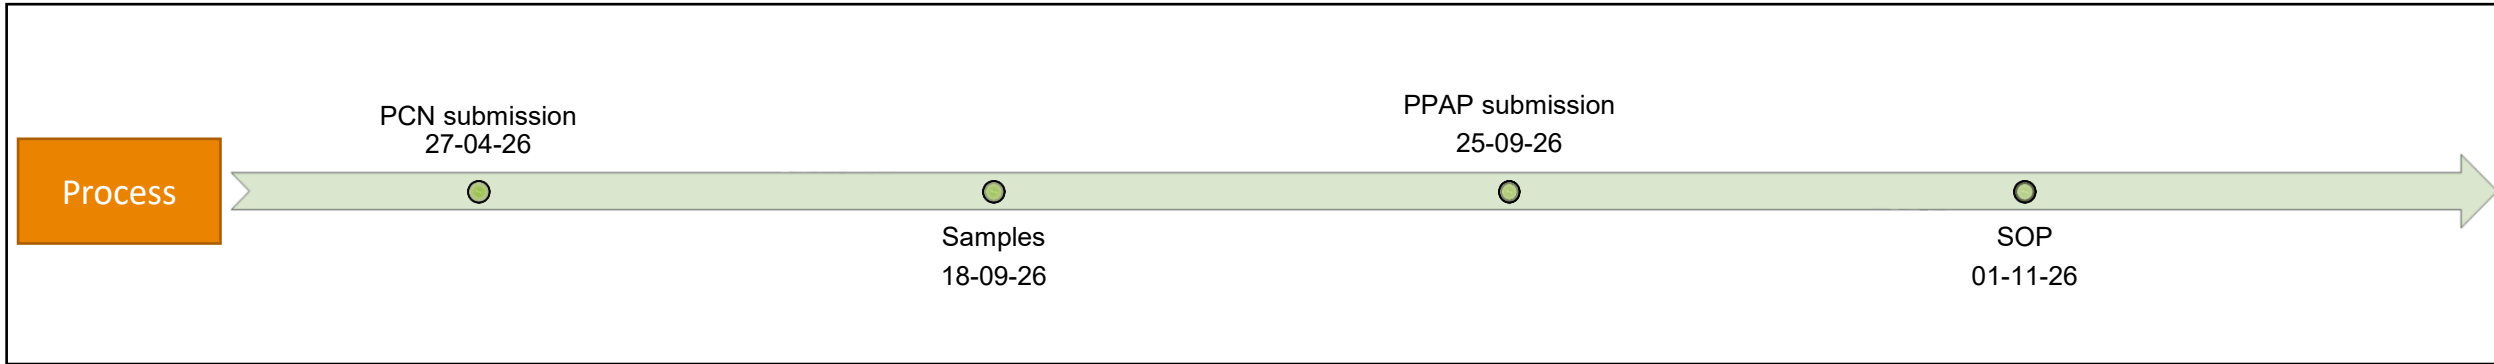 Process
PCN submission
27-04-26
Samples
18-09-26
PPAP submission
25-09-26
SOP
01-11-26